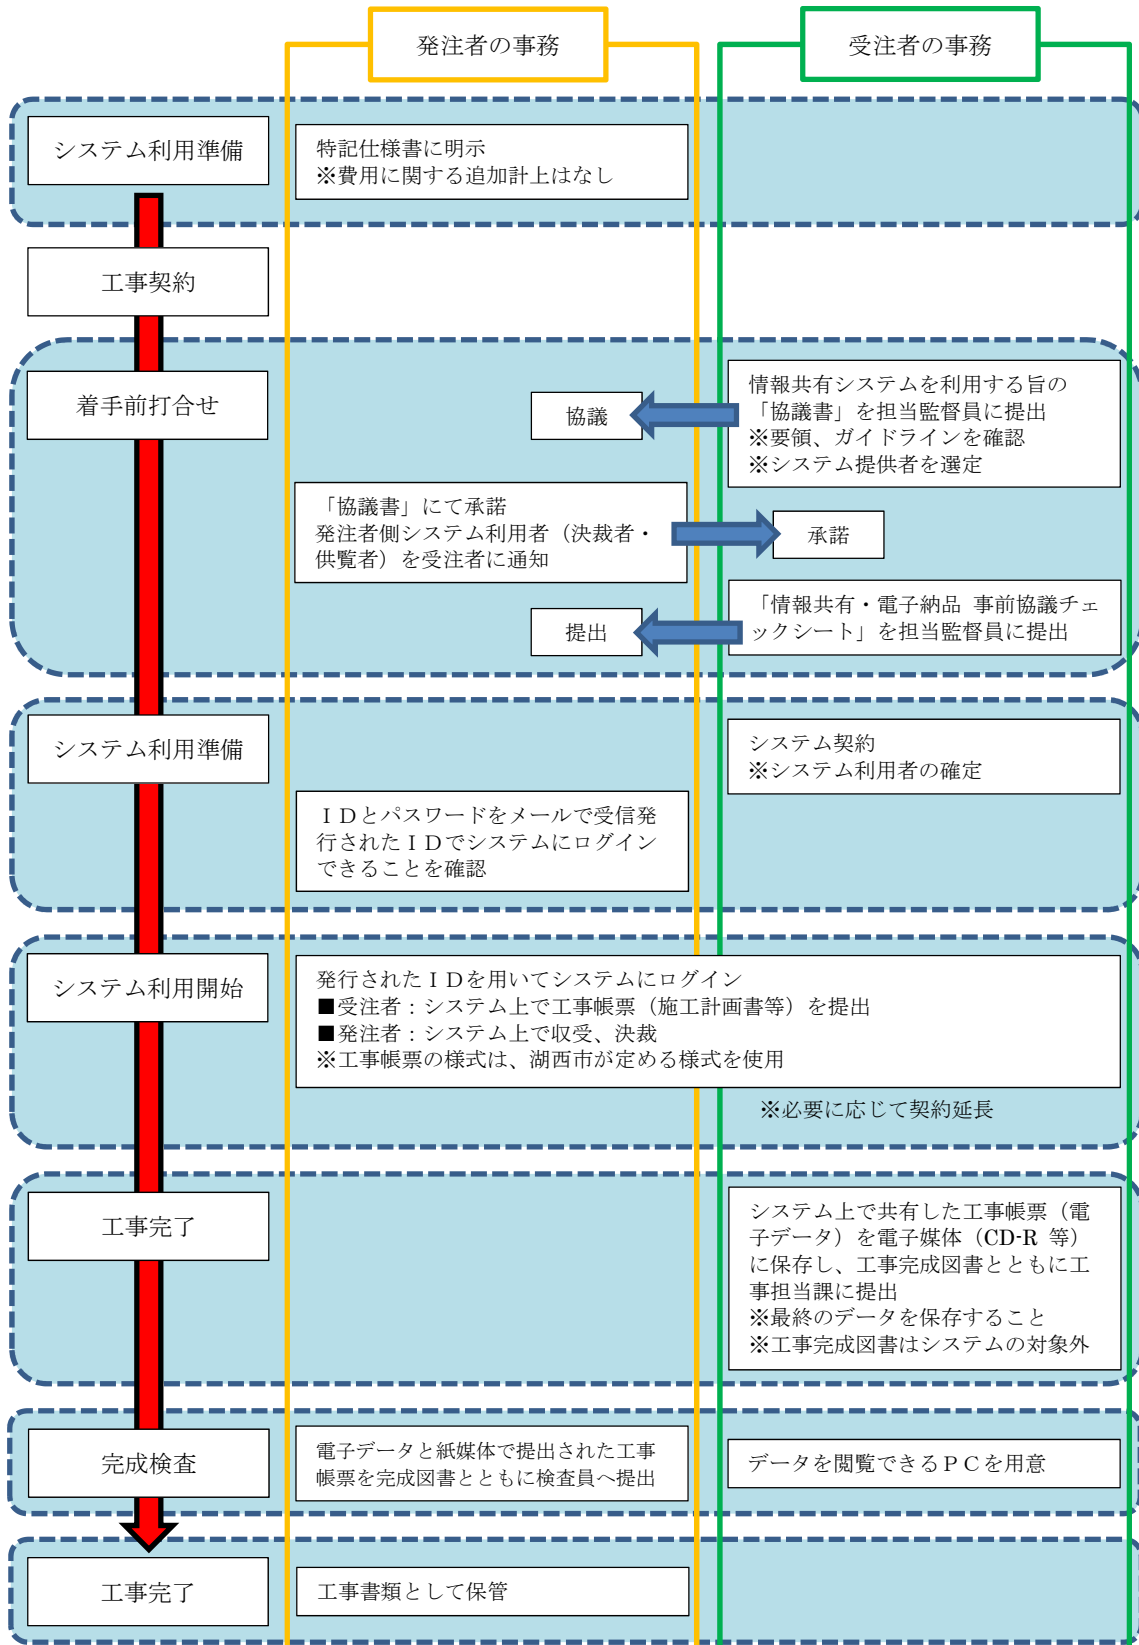 発注者の事務
受注者の事務
システム利用準備
特記仕様書に明示
※費用に関する追加計上はなし
工事契約
着手前打合せ
協議
情報共有システムを利用する旨の
「協議書」を担当監督員に提出
※要領、ガイドラインを確認
※システム提供者を選定
「協議書」にて承諾
発注者側システム利用者（決裁者・
供覧者）を受注者に通知
承諾
提出
「情報共有・電子納品 事前協議チェ
ックシート」を担当監督員に提出
システム利用準備
システム契約
※システム利用者の確定
ＩＤとパスワードをメールで受信発
行されたＩＤでシステムにログイン
できることを確認
システム利用開始
発行されたＩＤを用いてシステムにログイン
■受注者：システム上で工事帳票（施工計画書等）を提出
■発注者：システム上で収受、決裁
※工事帳票の様式は、湖西市が定める様式を使用
※必要に応じて契約延長
工事完了
システム上で共有した工事帳票（電
子データ）を電子媒体（CD-R 等）
に保存し、工事完成図書とともに工
事担当課に提出
※最終のデータを保存すること
※工事完成図書はシステムの対象外
完成検査
電子データと紙媒体で提出された工事
帳票を完成図書とともに検査員へ提出
データを閲覧できるＰＣを用意
工事完了
工事書類として保管